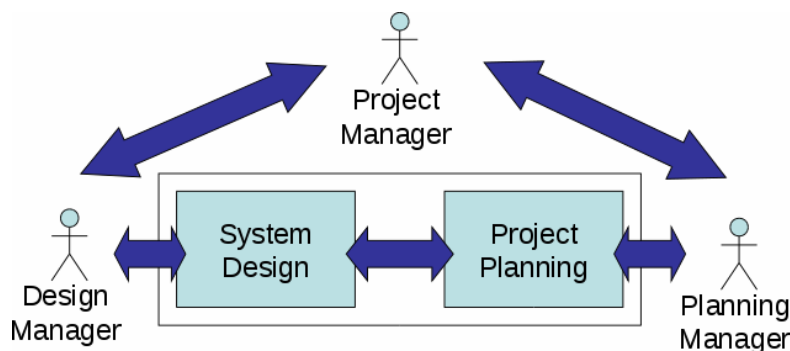 Project
Manager
System
Design
Project
Planning
Design
Manager
Planning
Manager